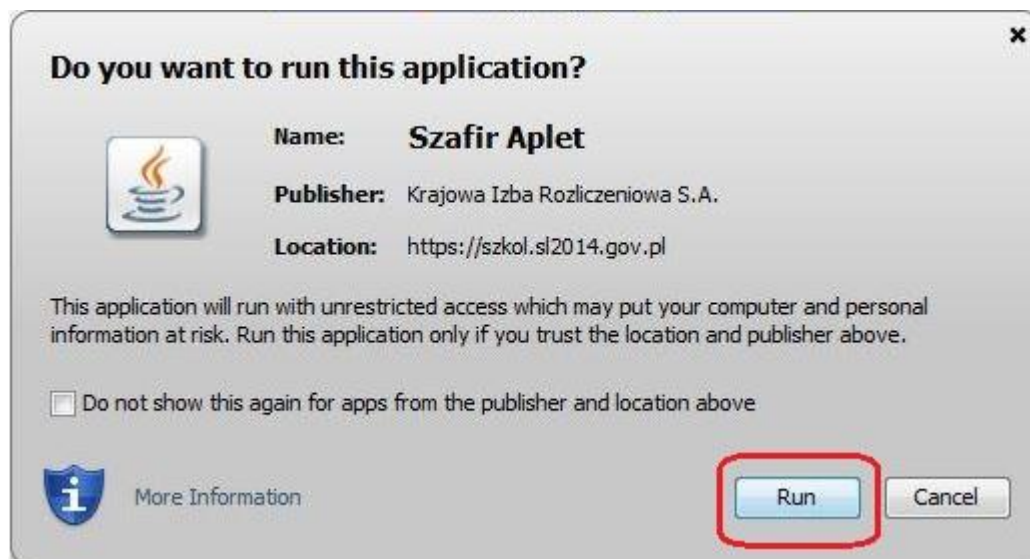 Do you want to run this application?
Name: Szafir Aplet
Publisher: Krajowa Izba Rozliczeniowa S.A.
Location: https://szkol.sl2014.gov.pl
This application will run with unrestricted access which may put your computer and personal
information at risk. Run this application only if you trust the location and publisher above.
Do not show this again for apps from the publisher and location above
More Information
Run
Cancel